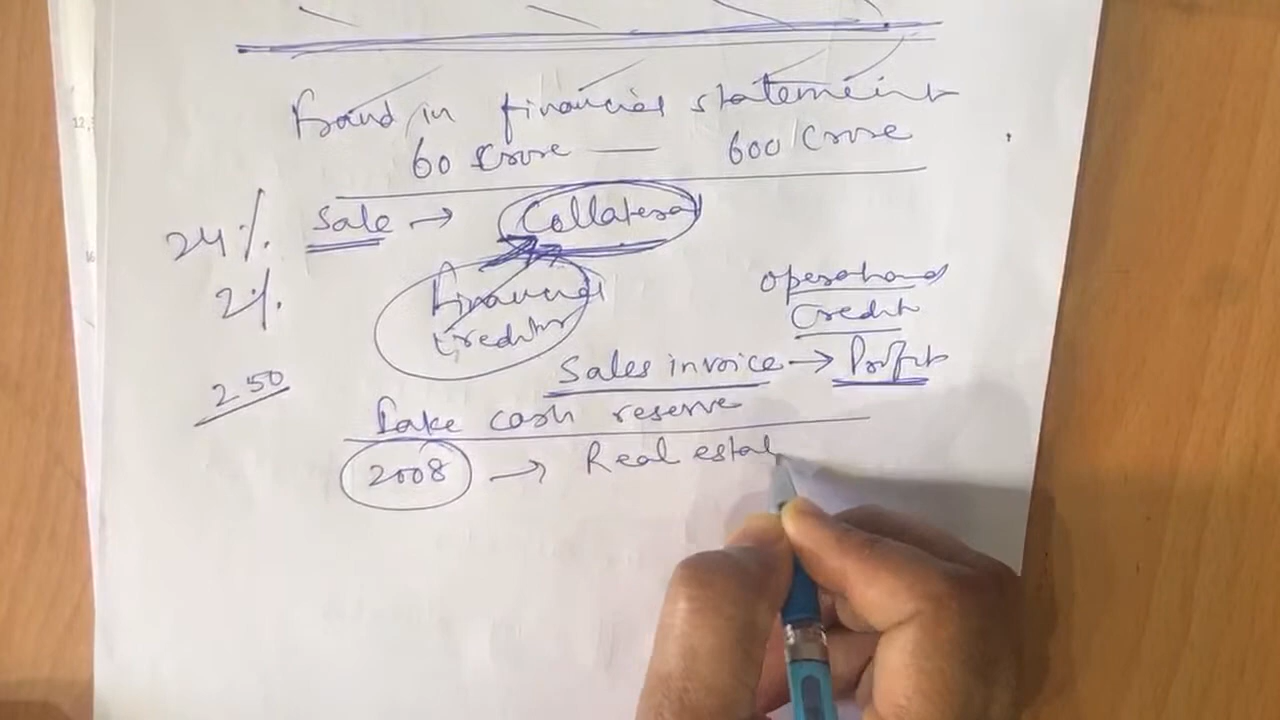 Fraud in financial statement
60 Crore — 600 Crore
24% Sale → Collateral
2% Financial Creditor
Operational Credit
250 Sales invoice → Profit
Fake cash reserve
2008 → Real estat
12,